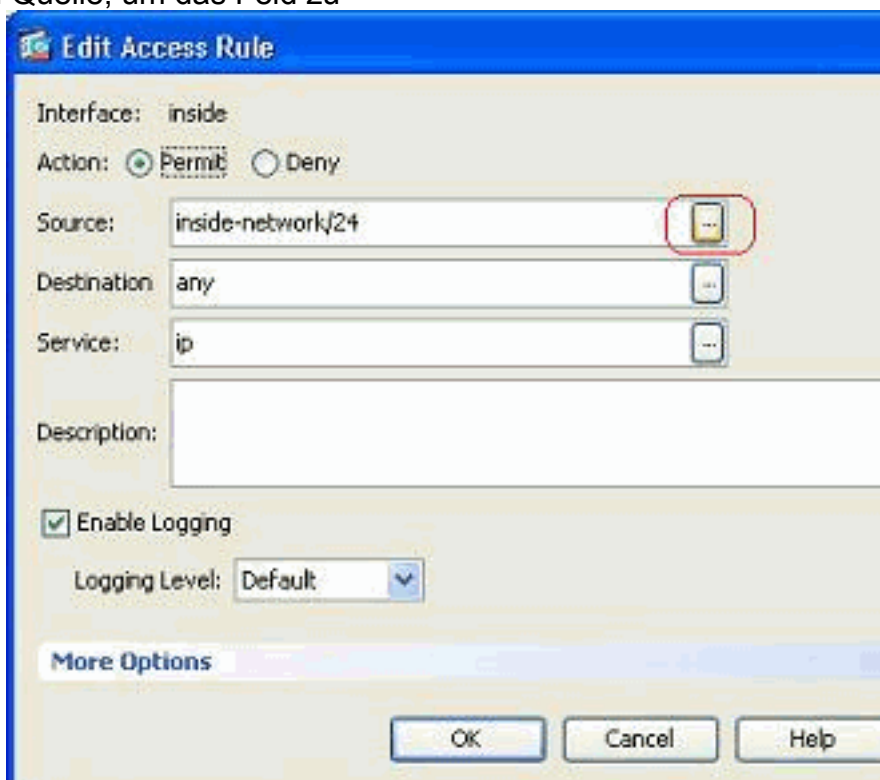 Quelle, um das Feld zu
Edit Access Rule
Interface: inside
Action: Permit Deny
Source: inside-network/24 ...
Destination any ...
Service: ip ...
Description:
Enable Logging
Logging Level: Default
More Options
OK Cancel Help